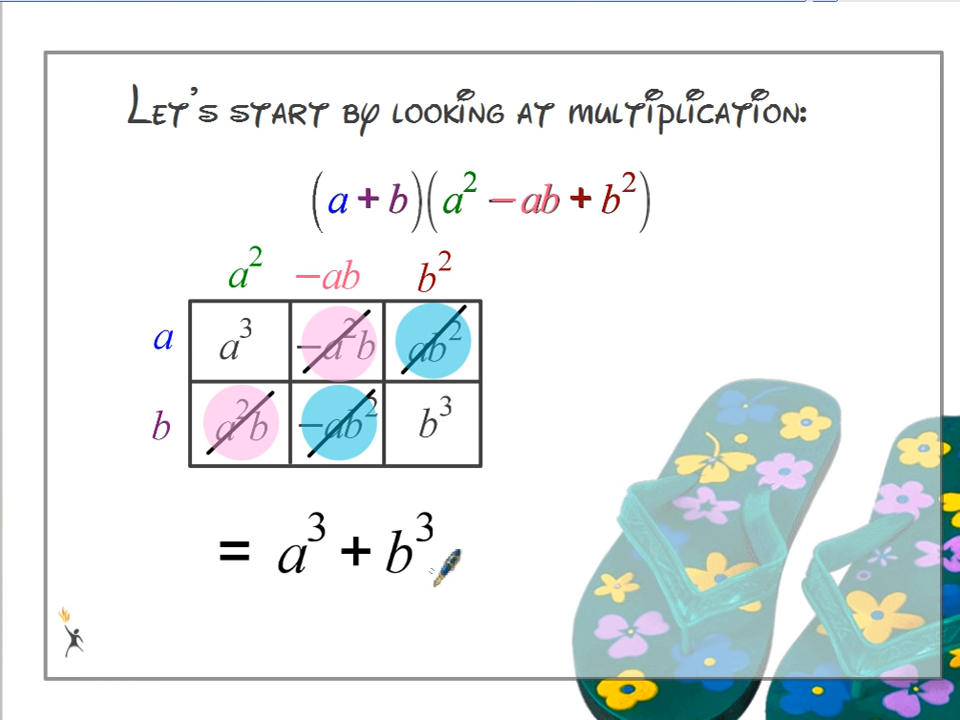 Let's start by looking at multiplication:
(a + b)(a² − ab + b²)
a² −ab b²
a a³ −a²b ab²
b a²b −ab² b³
= a³ + b³